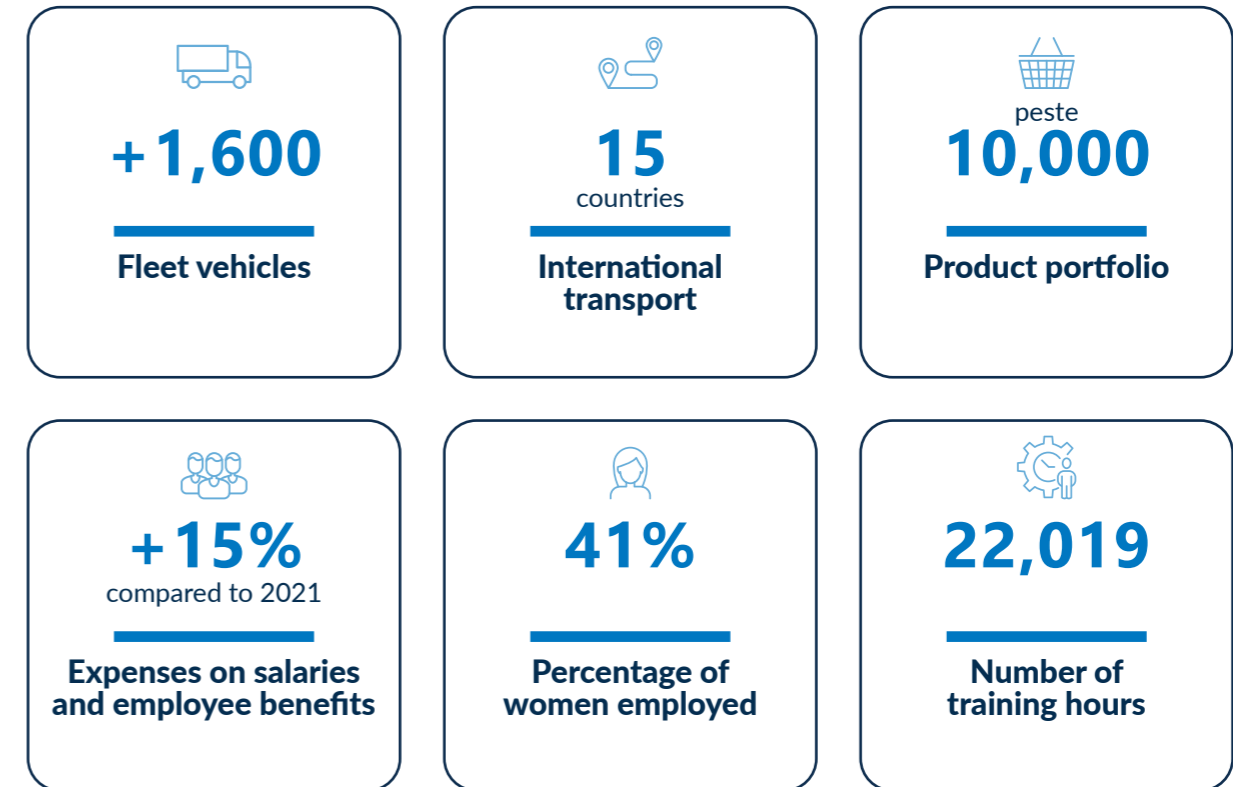 +1,600
Fleet vehicles
15
countries
International
transport
peste
10,000
Product portfolio
+15%
compared to 2021
Expenses on salaries
and employee benefits
41%
Percentage of
women employed
22,019
Number of
training hours